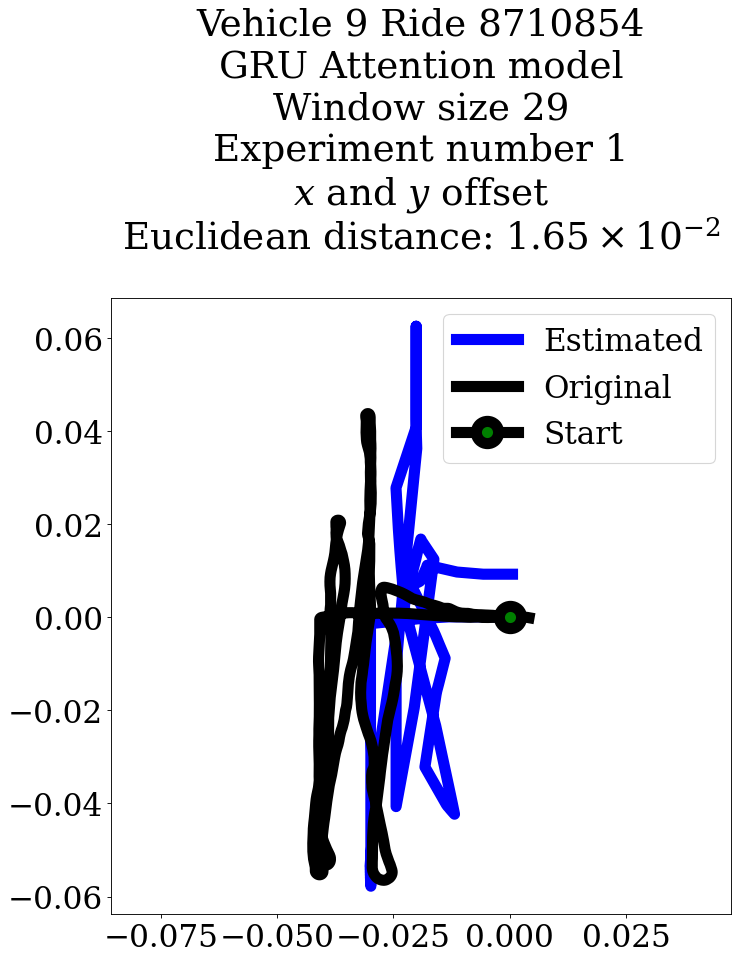 Vehicle 9 Ride 8710854
GRU Attention model
Window size 29
Experiment number 1
x and y offset
Euclidean distance: 1.65 × 10⁻²
Estimated
Original
Start
0.06
0.04
0.02
0.00
−0.02
−0.04
−0.06
−0.075 −0.050 −0.025 0.000 0.025